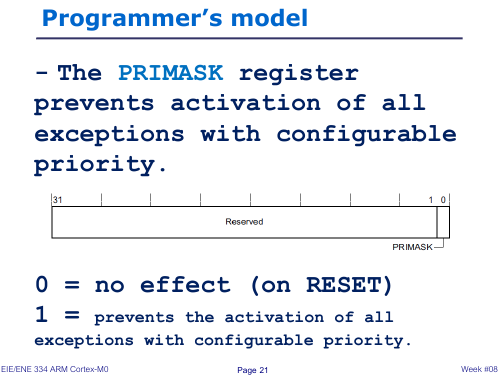 Programmer's model
- The PRIMASK register
prevents activation of all
exceptions with configurable
priority.
31 1 0
Reserved
PRIMASK
0 = no effect (on RESET)
1 = prevents the activation of all
exceptions with configurable priority.
EIE/ENE 334 ARM Cortex-M0 Page 21 Week #08